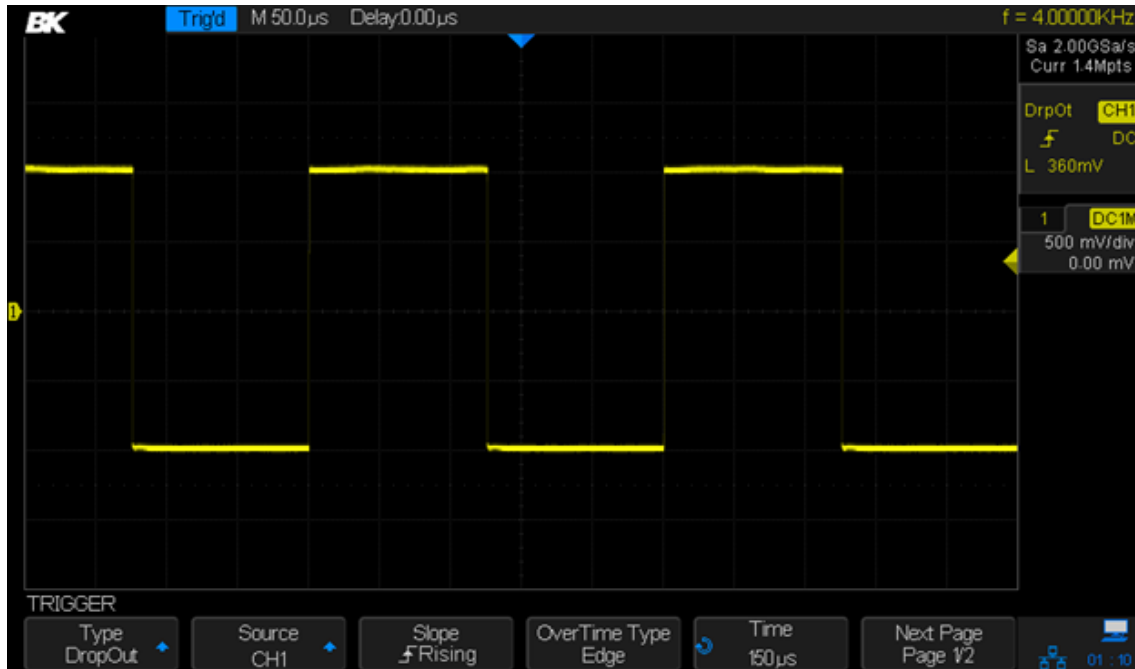 BK Trig'd M 50.0µs Delay:0.00µs f = 4.00000KHz
Sa 2.00GSa/s
Curr 1.4Mpts
DrpOt CH1
DC
L 360mV
1 DC1M
500 mV/div
0.00 mV
1
TRIGGER
Type
DropOut
Source
CH1
Slope
Rising
OverTime Type
Edge
Time
150µs
Next Page
Page 1/2
01 : 10